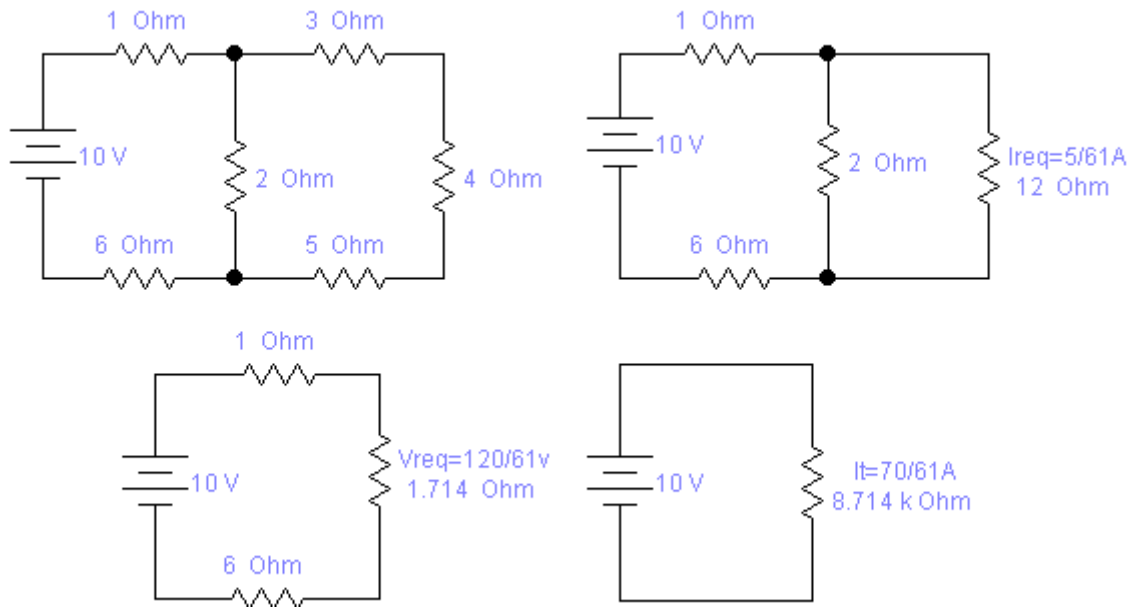 1 Ohm
3 Ohm
10 V
2 Ohm
4 Ohm
6 Ohm
5 Ohm
1 Ohm
10 V
2 Ohm
Ireq=5/61A
12 Ohm
6 Ohm
1 Ohm
10 V
Vreq=120/61v
1.714 Ohm
6 Ohm
10 V
It=70/61A
8.714 k Ohm